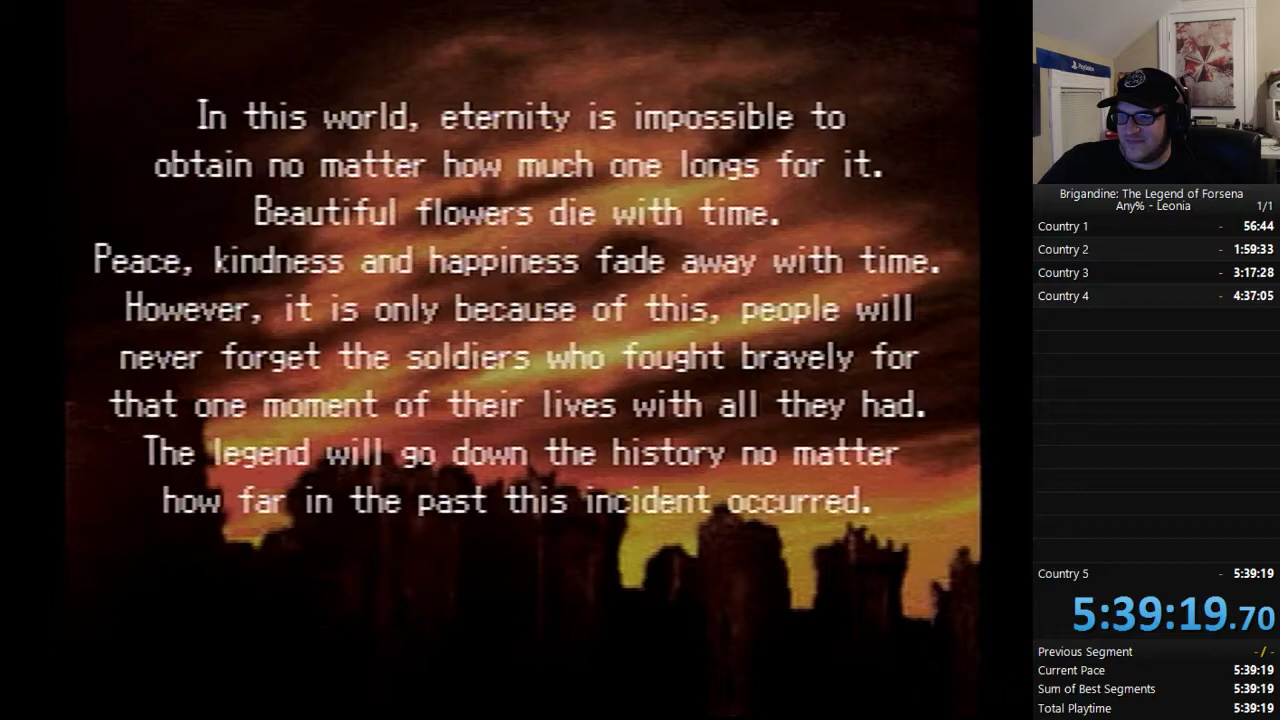 In this world, eternity is impossible to
obtain no matter how much one longs for it.
Beautiful flowers die with time.
Peace, kindness and happiness fade away with time.
However, it is only because of this, people will
never forget the soldiers who fought bravely for
that one moment of their lives with all they had.
The legend will go down the history no matter
how far in the past this incident occurred.
PlayStation
Brigandine: The Legend of Forsena
Any% - Leonia 1/1
Country 1 - 56:44
Country 2 - 1:59:33
Country 3 - 3:17:28
Country 4 - 4:37:05
Country 5 - 5:39:19
5:39:19.70
Previous Segment - / -
Current Pace 5:39:19
Sum of Best Segments 5:39:19
Total Playtime 5:39:19